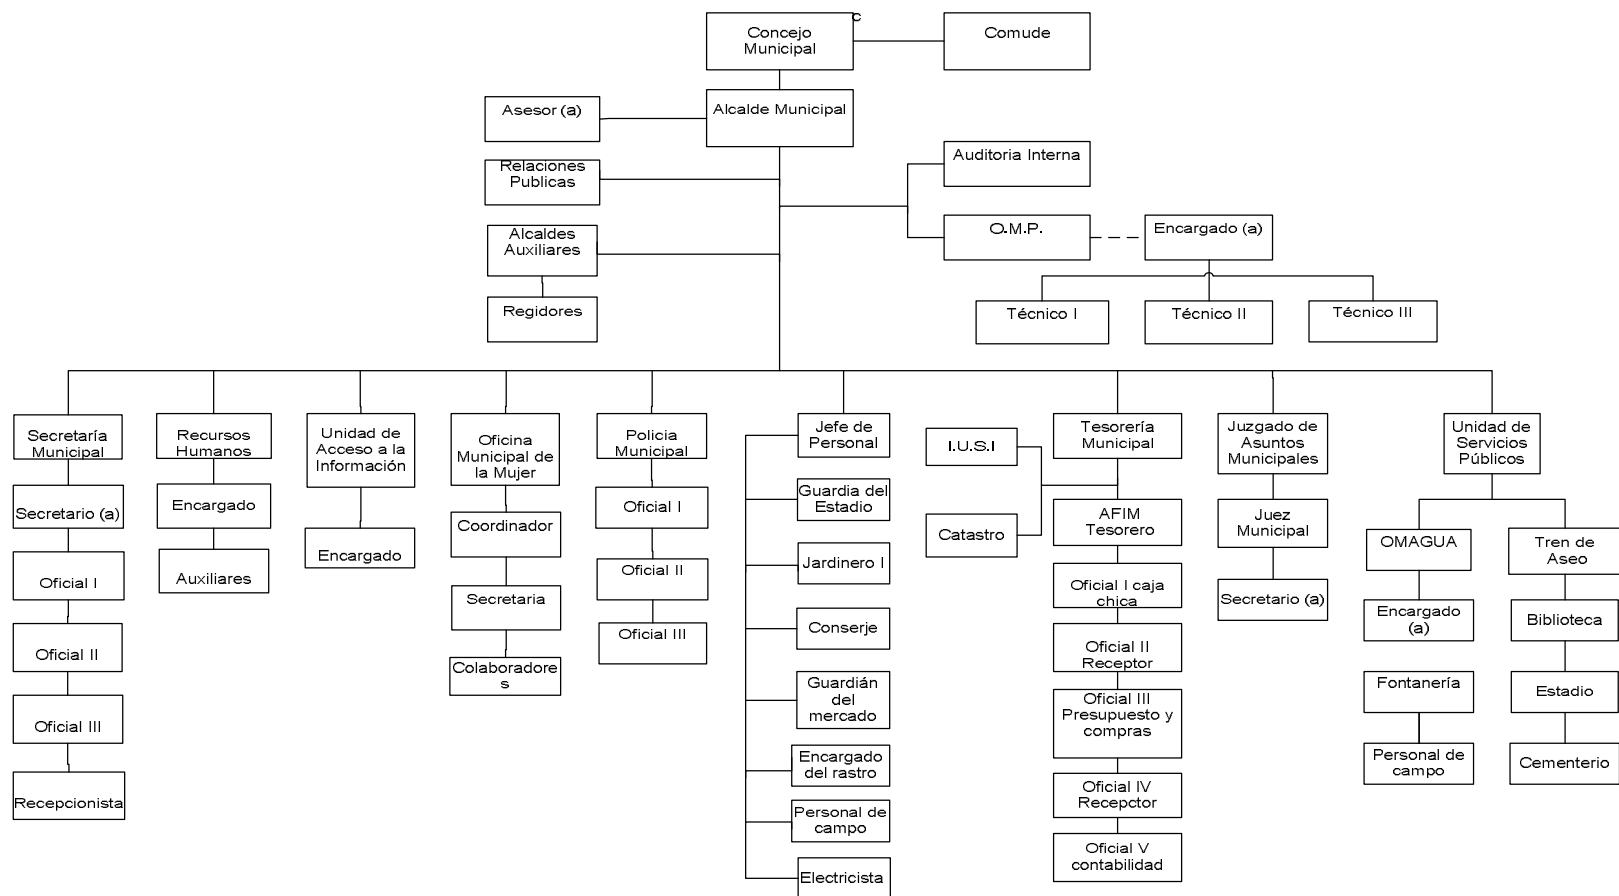 c
Concejo
Municipal
Comude
Asesor (a)
Alcalde Municipal
Relaciones
Publicas
Auditoria Interna
Alcaldes
Auxiliares
O.M.P.
Encargado (a)
Regidores
Técnico I
Técnico II
Técnico III
Secretaría
Municipal
Secretario (a)
Oficial I
Oficial II
Oficial III
Recepcionista
Recursos
Humanos
Encargado
Auxiliares
Unidad de
Acceso a la
Información
Encargado
Oficina
Municipal de
la Mujer
Coordinador
Secretaria
Colaboradore
s
Policia
Municipal
Oficial I
Oficial II
Oficial III
Jefe de
Personal
Guardia del
Estadio
Jardinero I
Conserje
Guardián
del
mercado
Encargado
del rastro
Personal de
campo
Electricista
I.U.S.I
Catastro
Tesorería
Municipal
AFIM
Tesorero
Oficial I caja
chica
Oficial II
Receptor
Oficial III
Presupuesto y
compras
Oficial IV
Recepctor
Oficial V
contabilidad
Juzgado de
Asuntos
Municipales
Juez
Municipal
Secretario (a)
Unidad de
Servicios
Públicos
OMAGUA
Encargado
(a)
Fontanería
Personal de
campo
Tren de
Aseo
Biblioteca
Estadio
Cementerio